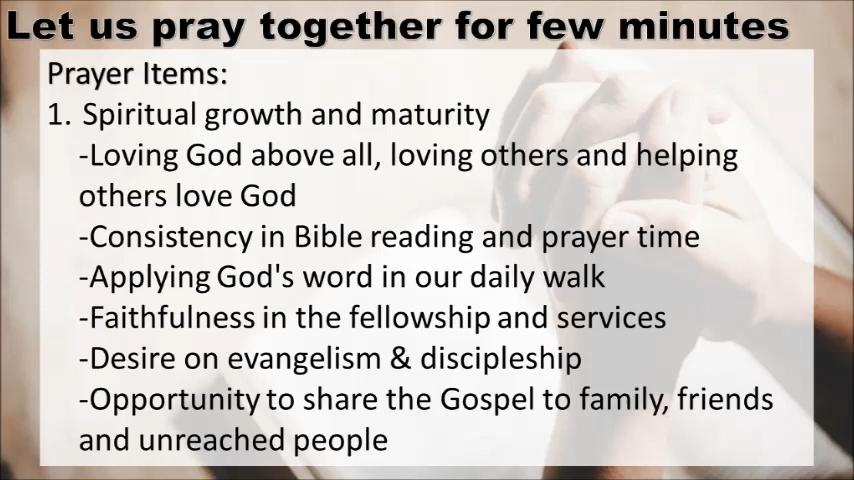 Let us pray together for few minutes
Prayer Items:
1. Spiritual growth and maturity
-Loving God above all, loving others and helping
others love God
-Consistency in Bible reading and prayer time
-Applying God's word in our daily walk
-Faithfulness in the fellowship and services
-Desire on evangelism & discipleship
-Opportunity to share the Gospel to family, friends
and unreached people